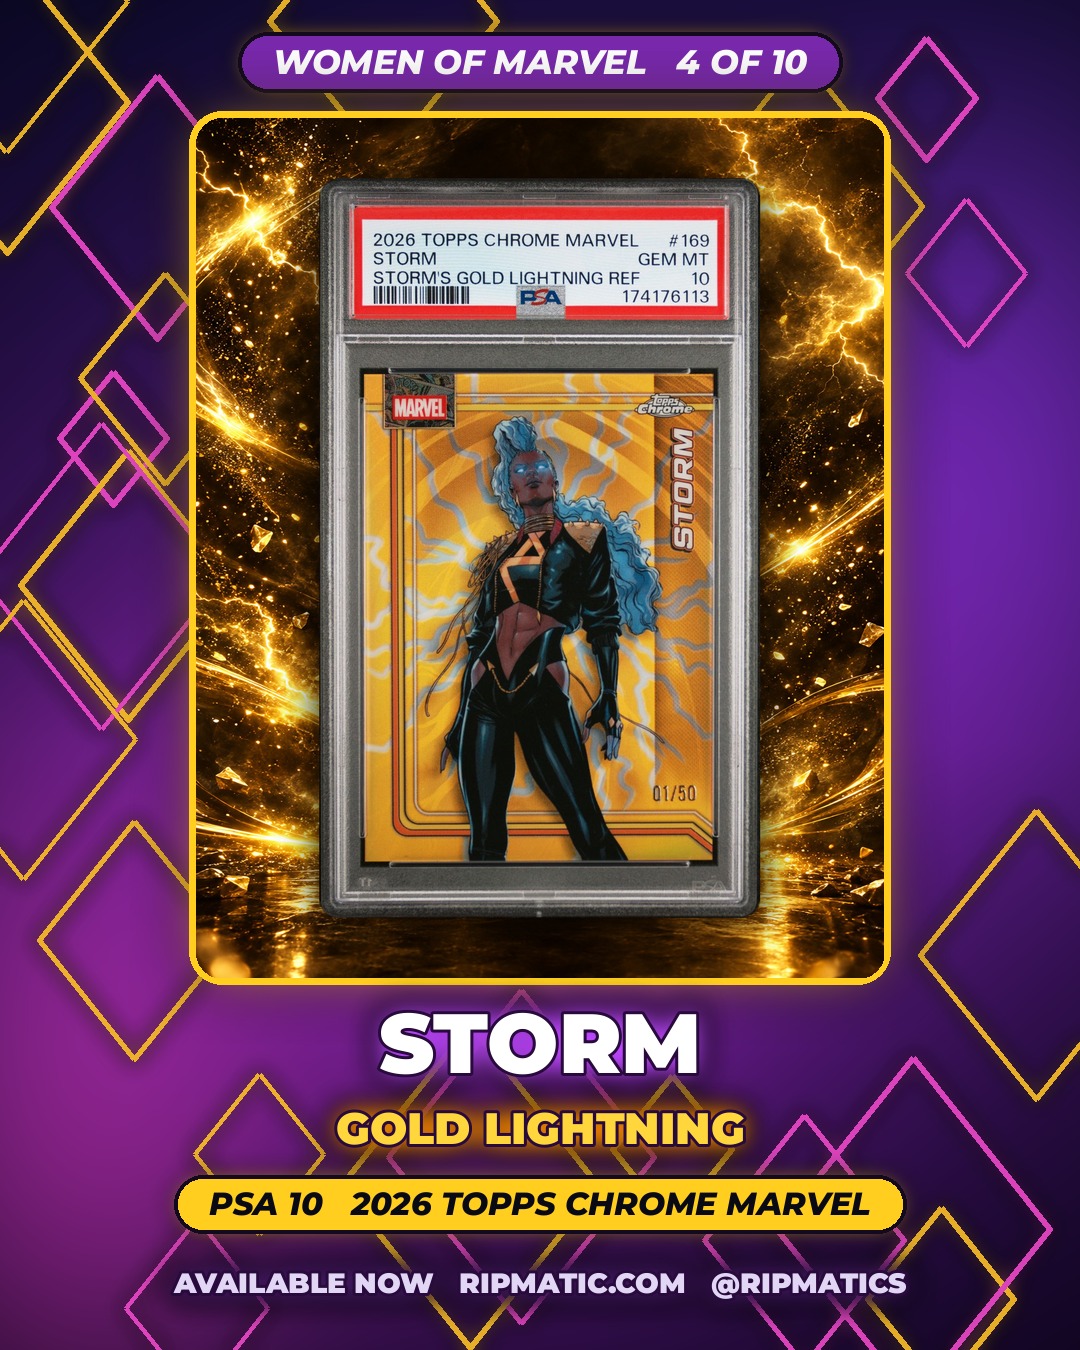 WOMEN OF MARVEL 4 OF 10
2026 TOPPS CHROME MARVEL #169
STORM GEM MT
STORM'S GOLD LIGHTNING REF 10
PSA 174176113
MARVEL
Topps Chrome
STORM
01/50
PSA
STORM
GOLD LIGHTNING
PSA 10 2026 TOPPS CHROME MARVEL
AVAILABLE NOW RIPMATIC.COM @RIPMATICS